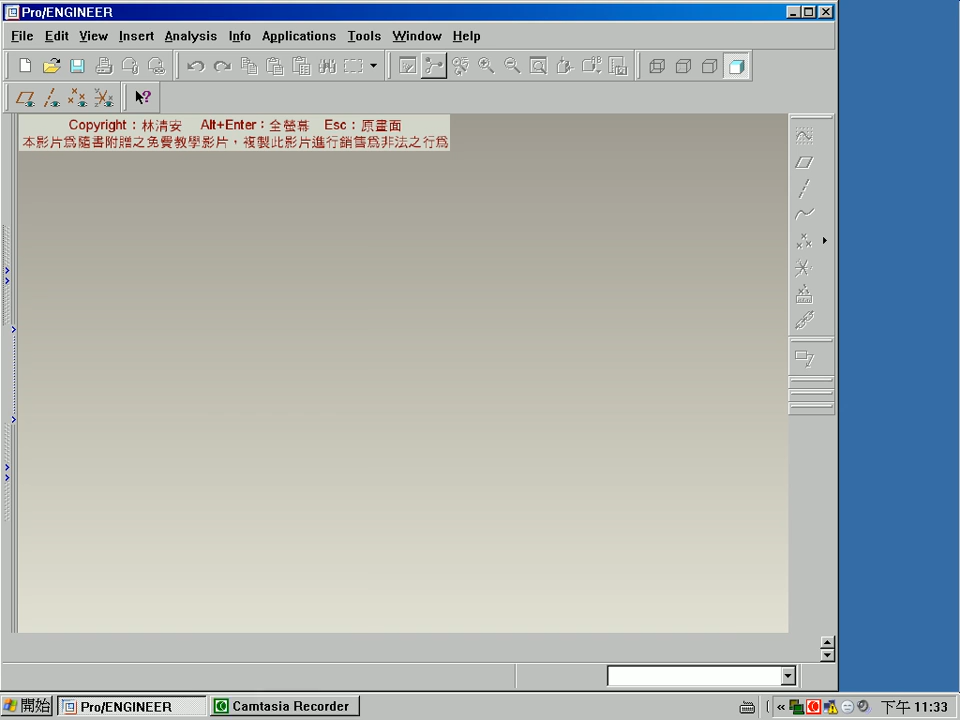 Pro/ENGINEER
File Edit View Insert Analysis Info Applications Tools Window Help
Copyright：林清安 Alt+Enter：全螢幕 Esc：原畫面
本影片為隨書附贈之免費教學影片，複製此影片進行銷售為非法之行為
開始 Pro/ENGINEER Camtasia Recorder « 下午 11:33